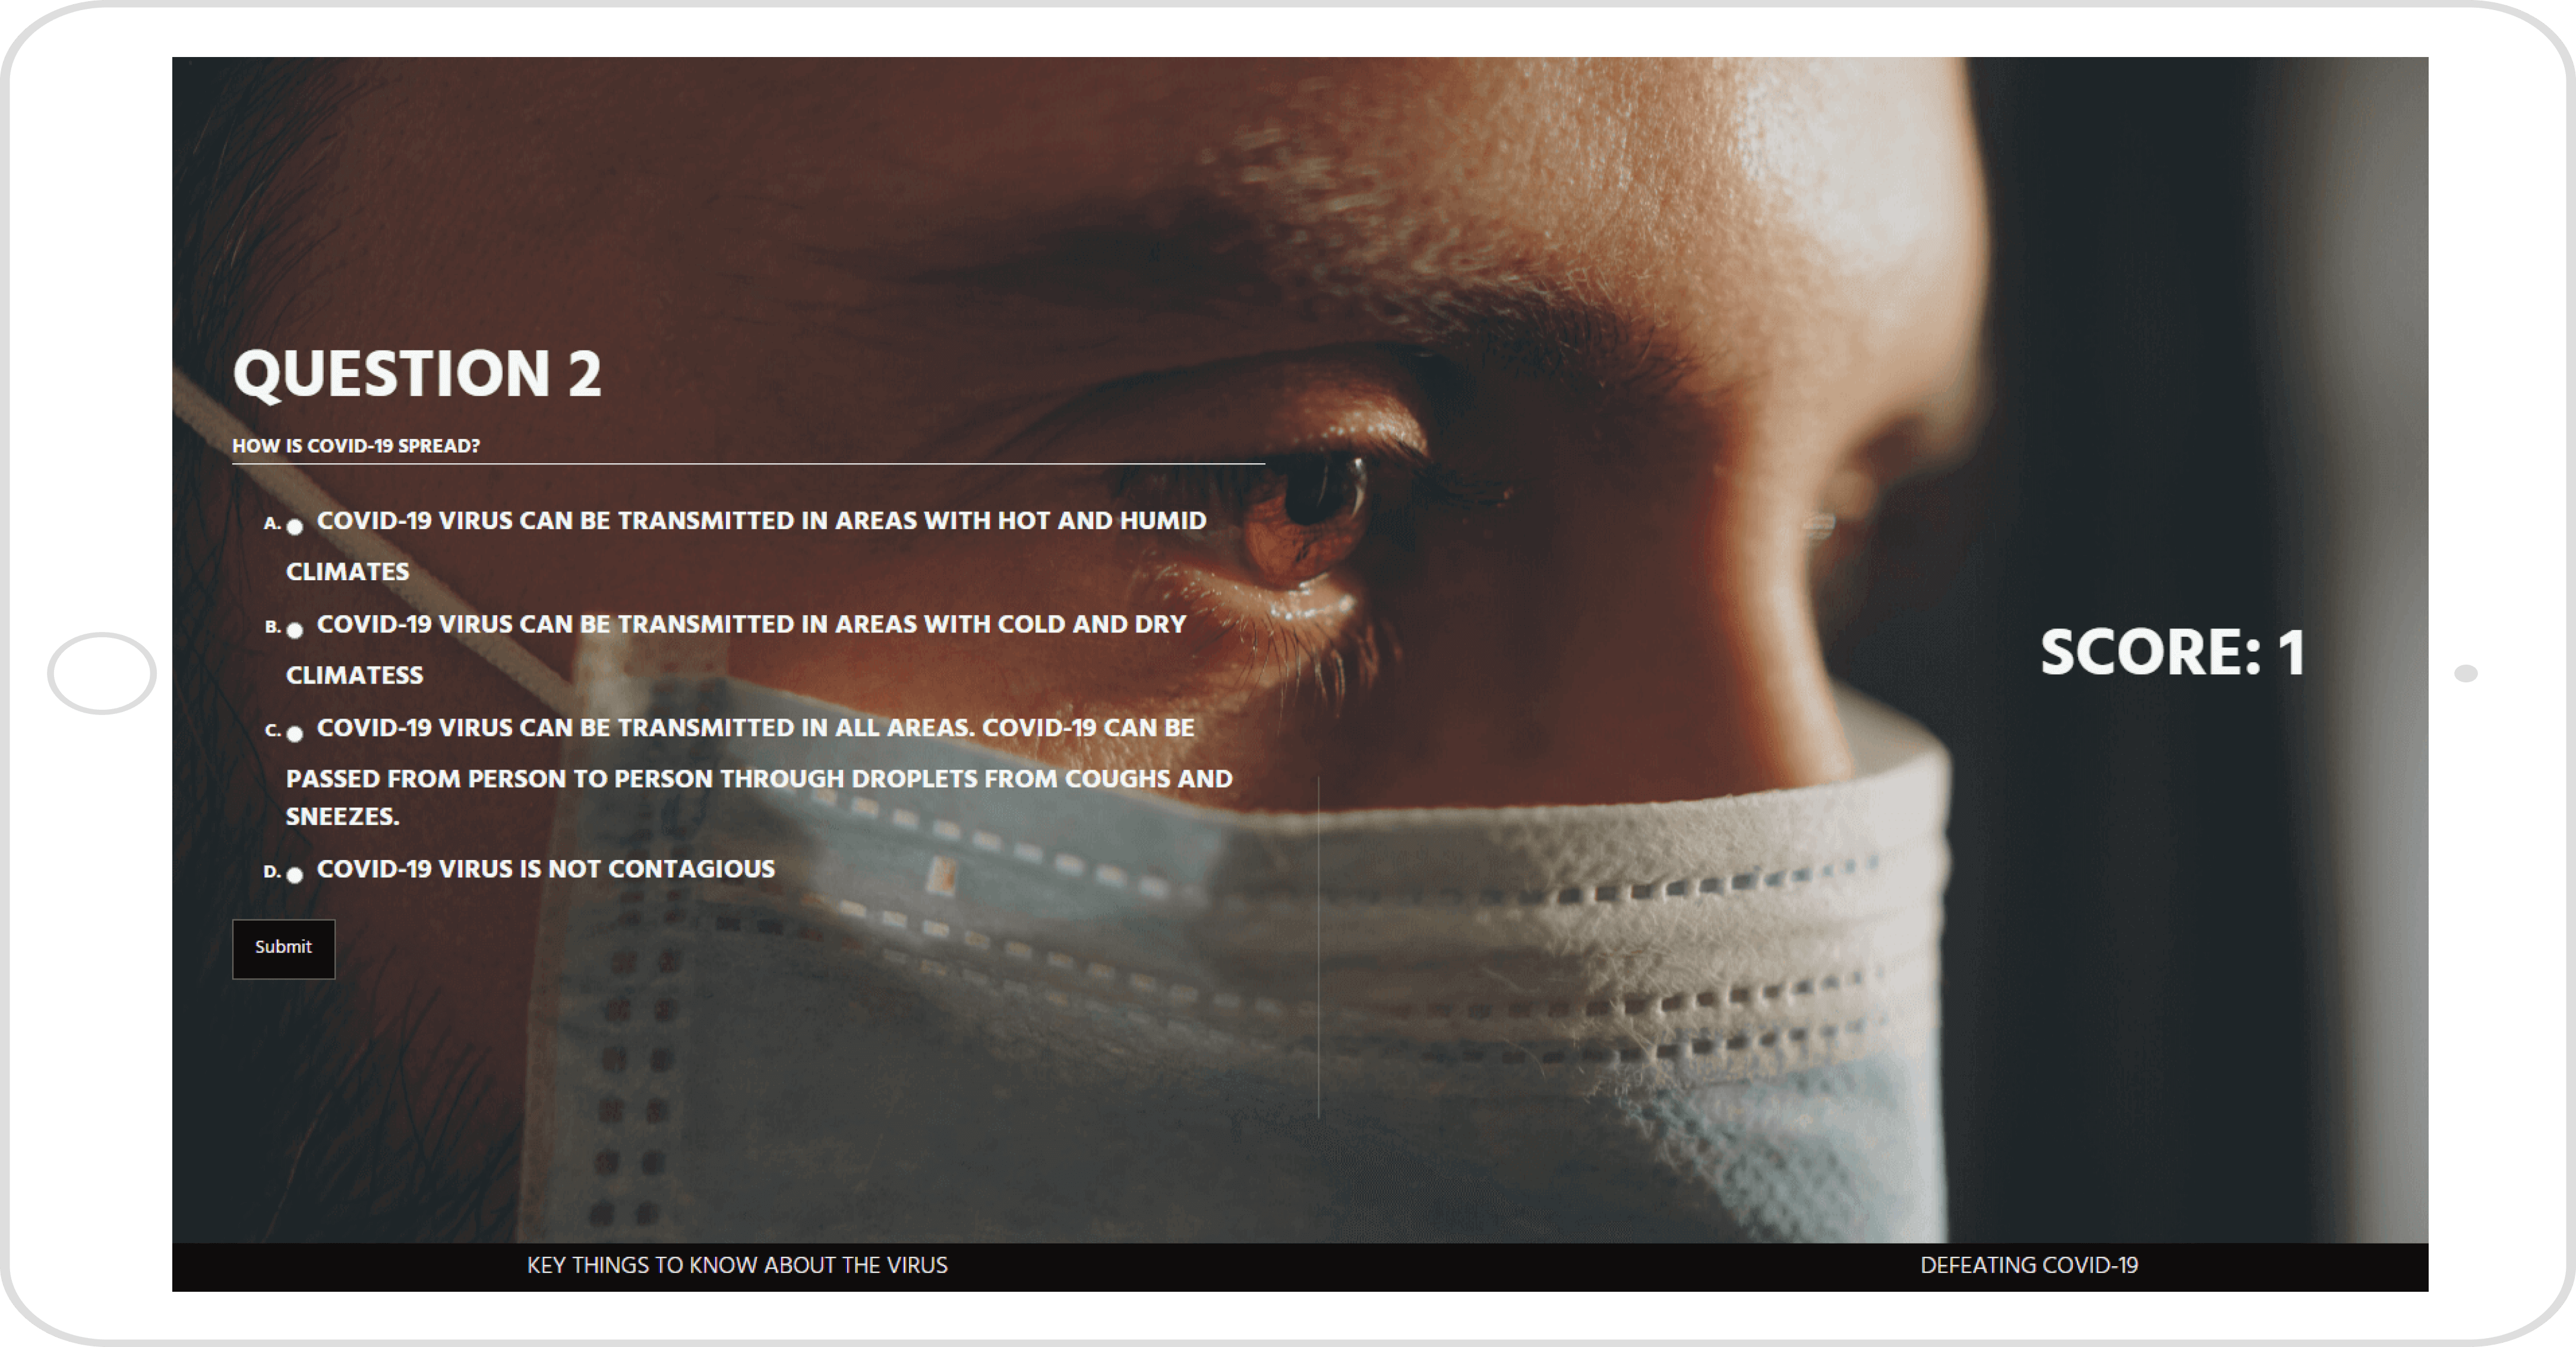 QUESTION 2
HOW IS COVID-19 SPREAD?
A. COVID-19 VIRUS CAN BE TRANSMITTED IN AREAS WITH HOT AND HUMID
CLIMATES
B. COVID-19 VIRUS CAN BE TRANSMITTED IN AREAS WITH COLD AND DRY
CLIMATESS
C. COVID-19 VIRUS CAN BE TRANSMITTED IN ALL AREAS. COVID-19 CAN BE
PASSED FROM PERSON TO PERSON THROUGH DROPLETS FROM COUGHS AND
SNEEZES.
D. COVID-19 VIRUS IS NOT CONTAGIOUS
Submit
SCORE: 1
KEY THINGS TO KNOW ABOUT THE VIRUS
DEFEATING COVID-19